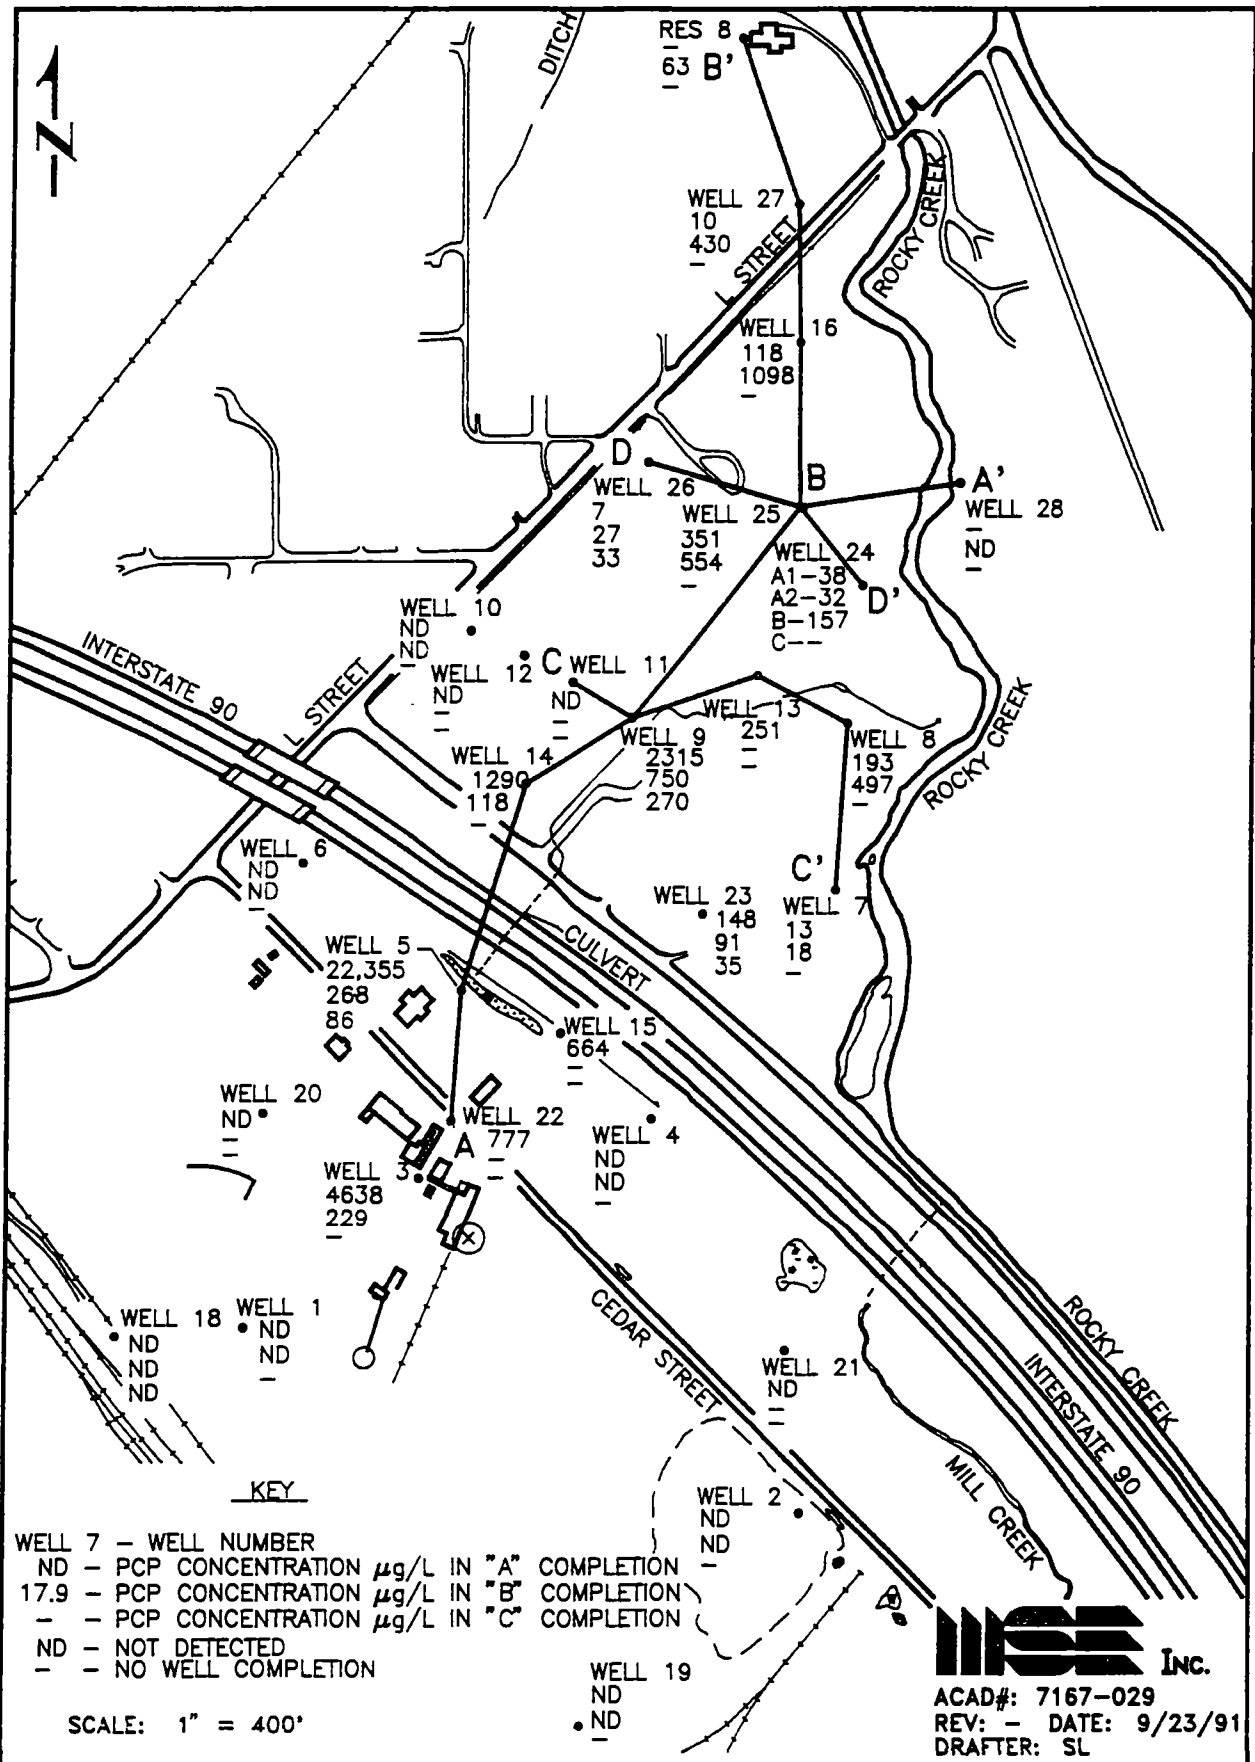 DITCH
RES 8
–
63 B'
–
–N–
WELL 27
10
430
–
L STREET
ROCKY CREEK
WELL 16
118
1098
–
D
WELL 26
7
27
33
B
WELL 25
351
554
–
A'
WELL 28
–
ND
–
WELL 24
A1–38
A2–32
B–157
C––
D'
WELL 10
ND
ND
–
WELL 12
ND
–
–
C WELL 11
ND
–
–
INTERSTATE 90
L STREET
WELL 13
251
–
–
WELL 9
2315
750
270
WELL 8
193
497
–
ROCKY CREEK
WELL 14
1290
118
–
WELL 6
ND
ND
–
C'
WELL 7
13
18
–
WELL 23
148
91
35
CULVERT
WELL 5
22,355
268
86
WELL 15
664
–
–
WELL 20
ND
–
–
WELL 22
A 777
–
–
WELL 4
ND
ND
–
WELL 3
4638
229
–
WELL 18
ND
ND
ND
WELL 1
ND
ND
–
CEDAR STREET
WELL 21
ND
–
–
ROCKY CREEK
INTERSTATE 90
MILL CREEK
WELL 2
ND
ND
–
KEY
WELL 7 – WELL NUMBER
ND – PCP CONCENTRATION µg/L IN "A" COMPLETION
17.9 – PCP CONCENTRATION µg/L IN "B" COMPLETION
– – PCP CONCENTRATION µg/L IN "C" COMPLETION
ND – NOT DETECTED
– – NO WELL COMPLETION
SCALE: 1" = 400'
WELL 19
ND
ND
–
MSE INC.
ACAD#: 7167–029
REV: – DATE: 9/23/91
DRAFTER: SL